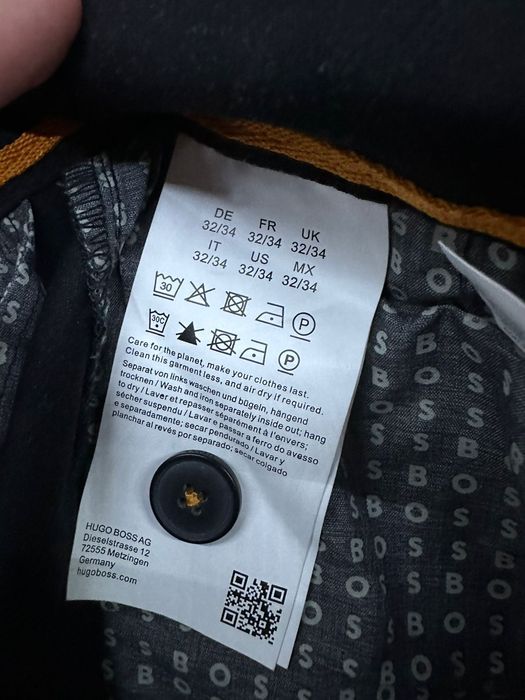 DE FR UK
32/34 32/34 32/34
IT US MX
32/34 32/34 32/34
30 P
30C P
Care for the planet, make your clothes last.
Clean this garment less, and air dry if required.
Separat von links waschen und bügeln, hängend
trocknen / Wash and iron separately inside out; hang
to dry / Laver et repasser séparément à l'envers;
sécher suspendu / Lavar e passar a ferro do avesso
e separadamente; secar pendurado / Lavar y
planchar al revés por separado; secar colgado
HUGO BOSS AG
Dieselstrasse 12
72555 Metzingen
Germany
hugoboss.com
BOSS